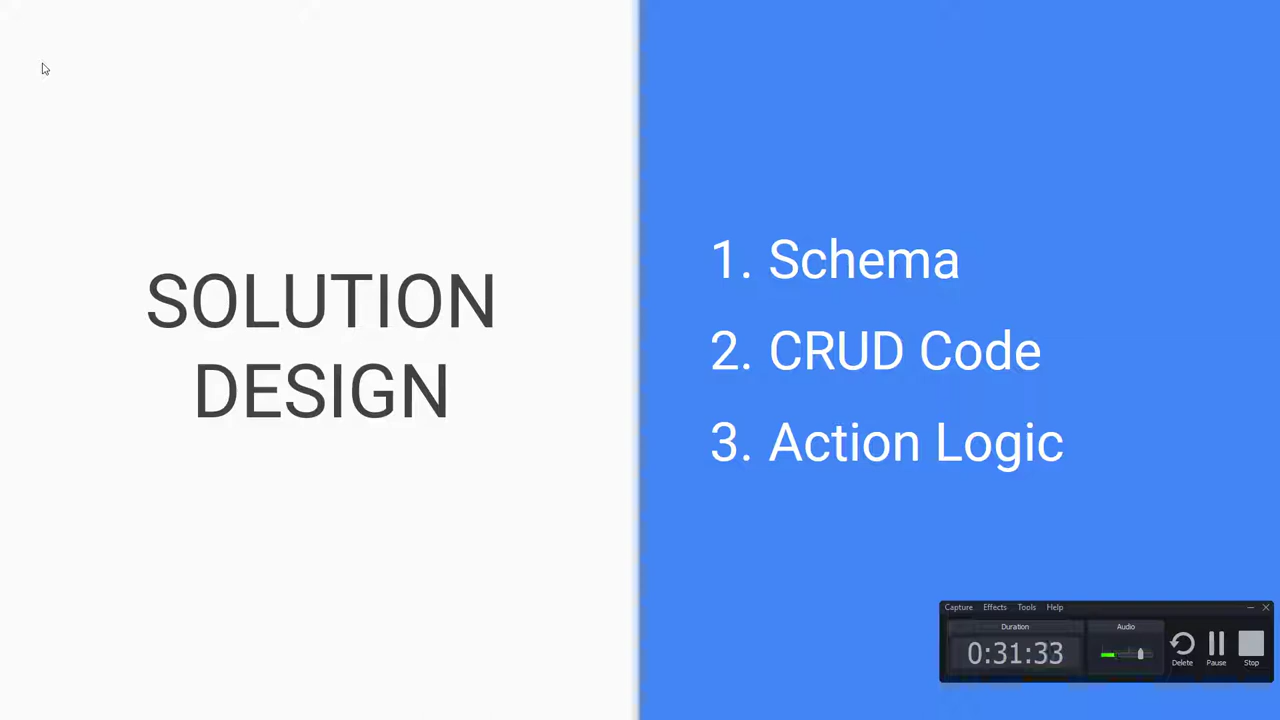 SOLUTION
DESIGN
1. Schema
2. CRUD Code
3. Action Logic
Capture Effects Tools Help
Duration
Audio
0:31:33
Delete
Pause
Stop